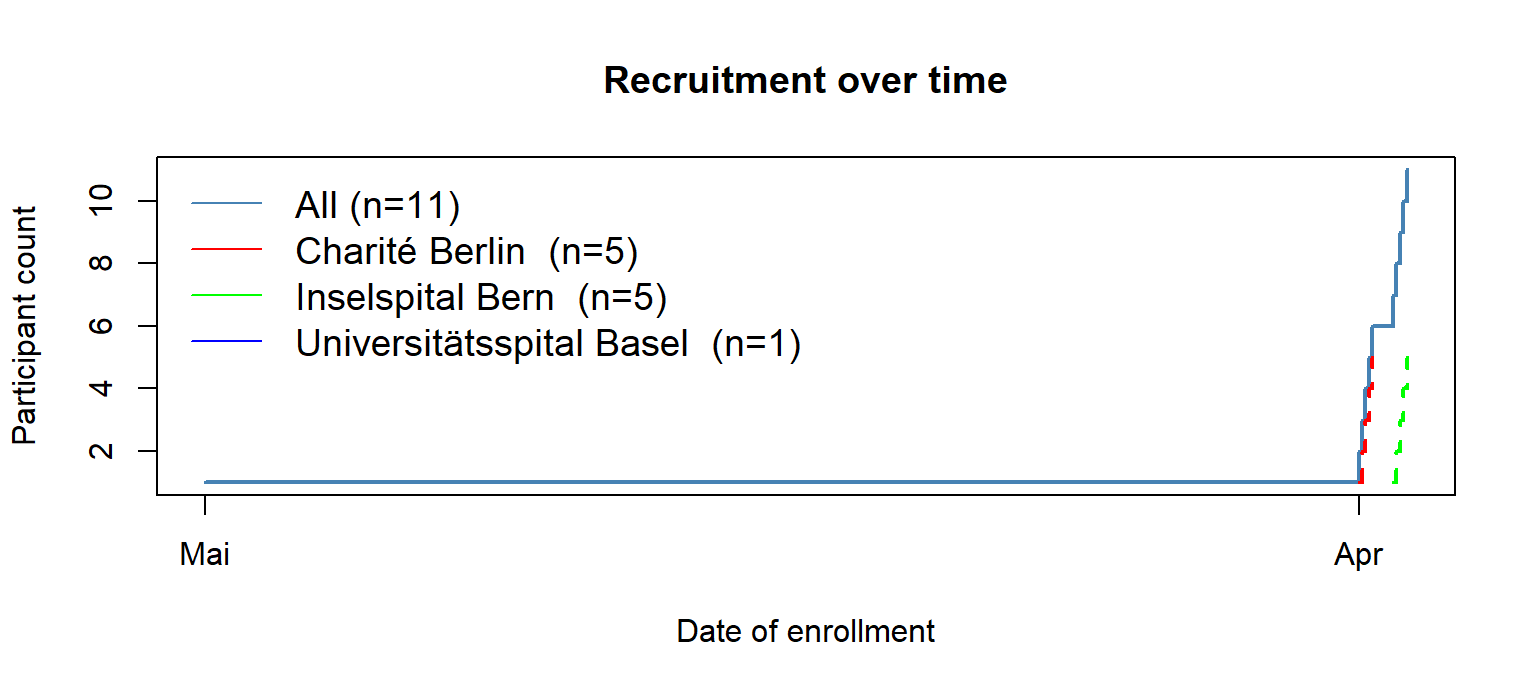 Recruitment over time
Participant count
10
8
6
4
2
All (n=11)
Charité Berlin (n=5)
Inselspital Bern (n=5)
Universitätsspital Basel (n=1)
Mai
Apr
Date of enrollment